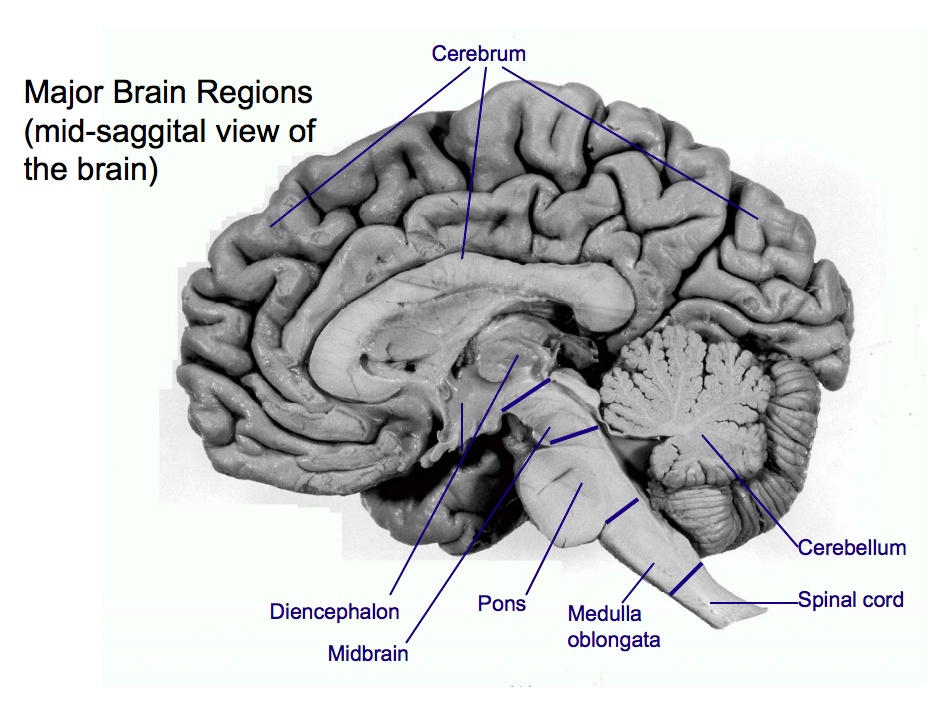 Cerebrum
Major Brain Regions
(mid-saggital view of
the brain)
Cerebellum
Spinal cord
Diencephalon
Pons
Medulla
oblongata
Midbrain